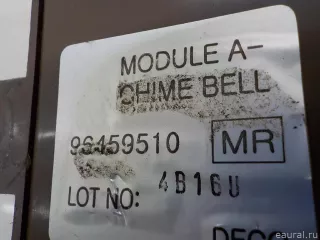 MODULE A-
CHIME BELL
96459510 MR
LOT NO: 4B16U
eaural.ru